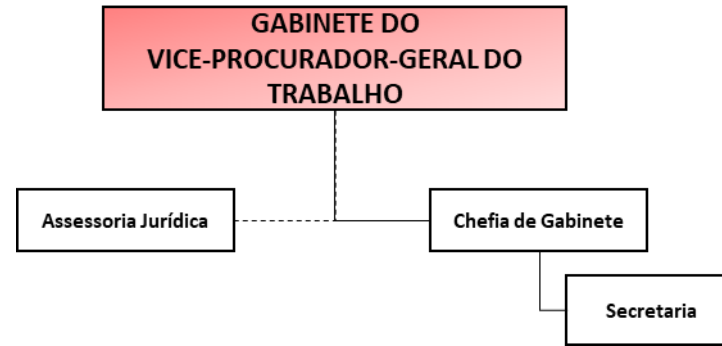 GABINETE DO
VICE-PROCURADOR-GERAL DO
TRABALHO
Assessoria Jurídica
Chefia de Gabinete
Secretaria